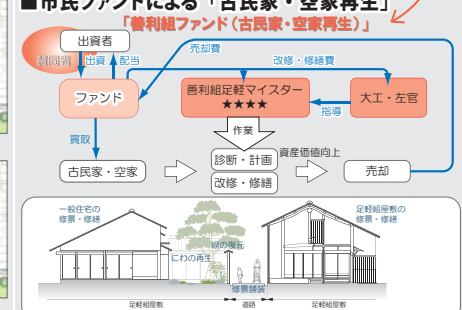 ■市民ファンドによる「古民家・空家再生」
「善利組ファンド（古民家・空家再生）」
出資者
賛同者
出資
配当
売却費
改修・修繕費
ファンド
善利組足軽マイスター
★★★★
大工・左官
指導
買取
作業
古民家・空家
診断・計画
改修・修繕
資産価値向上
売却
一般住宅の
修景・修繕
足軽組屋敷の
修景・修繕
緑の復元
にわの再生
修景舗装
足軽組屋敷
道路
足軽組屋敷